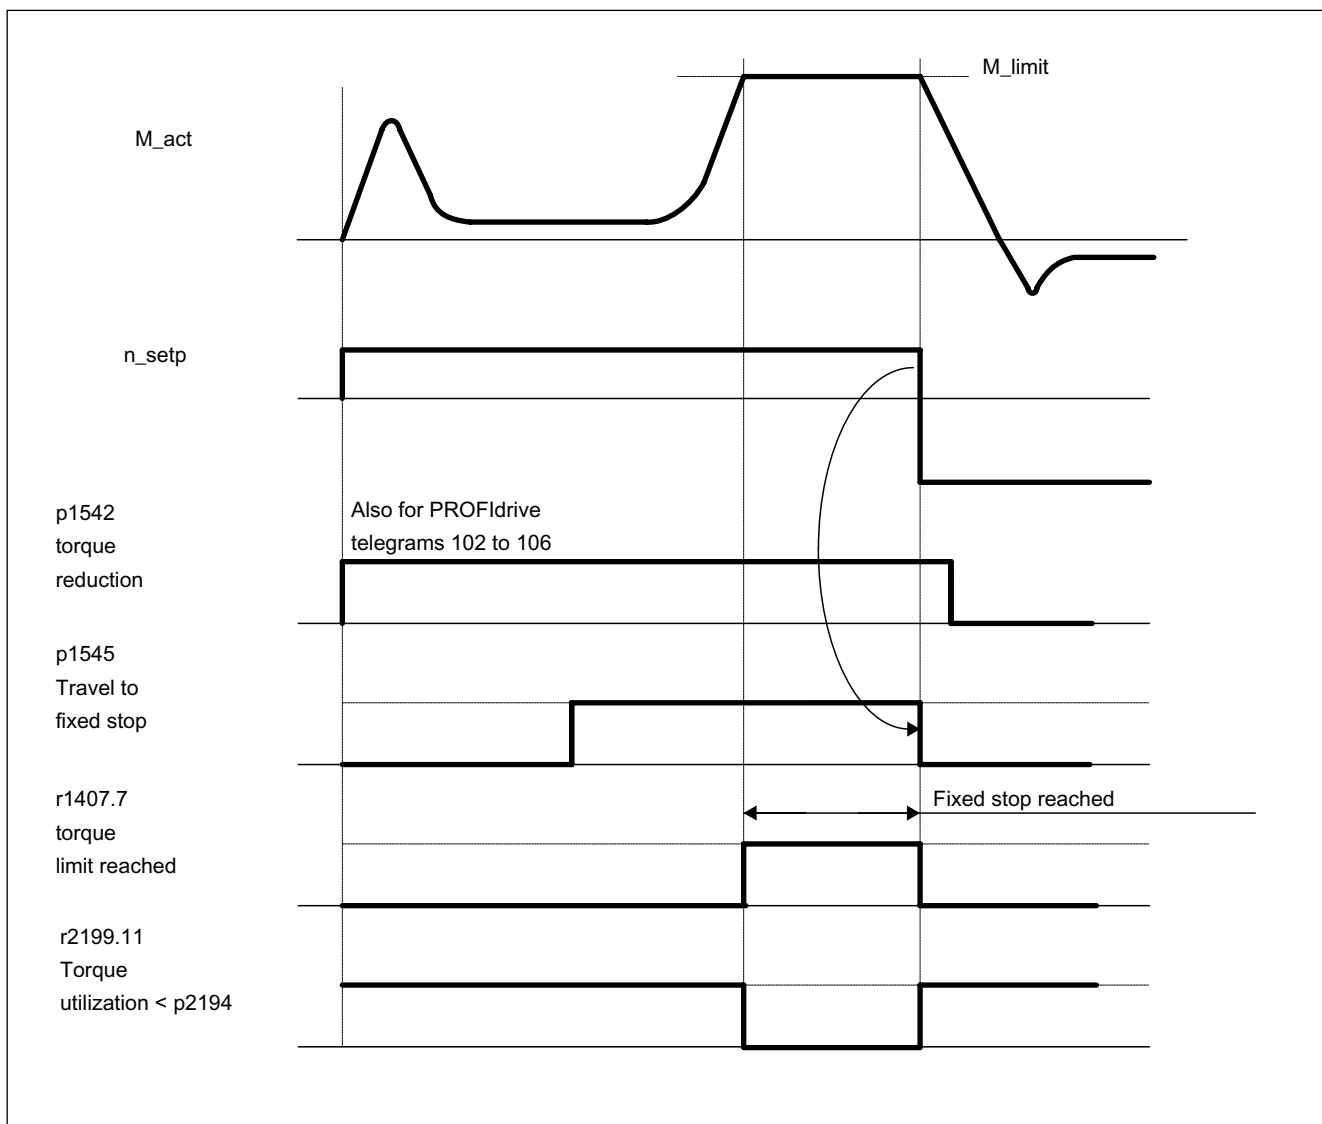 M_limit
M_act
n_setp
p1542
torque
reduction
Also for PROFIdrive
telegrams 102 to 106
p1545
Travel to
fixed stop
r1407.7
torque
limit reached
Fixed stop reached
r2199.11
Torque
utilization < p2194